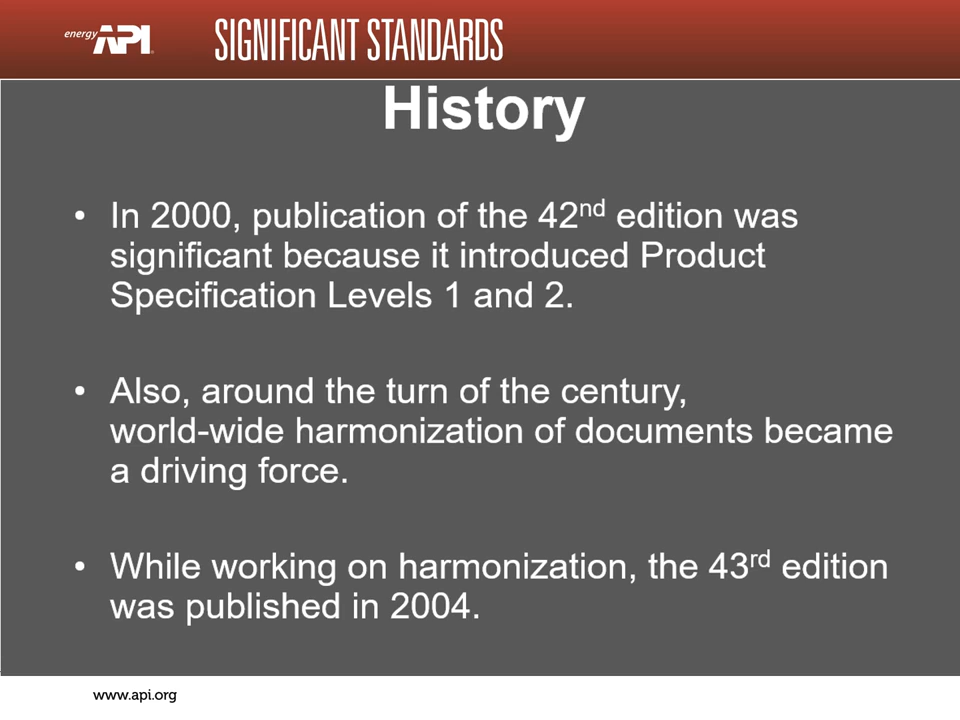 energy API
SIGNIFICANT STANDARDS
History
• In 2000, publication of the 42nd edition was
significant because it introduced Product
Specification Levels 1 and 2.
• Also, around the turn of the century,
world-wide harmonization of documents became
a driving force.
• While working on harmonization, the 43rd edition
was published in 2004.
www.api.org